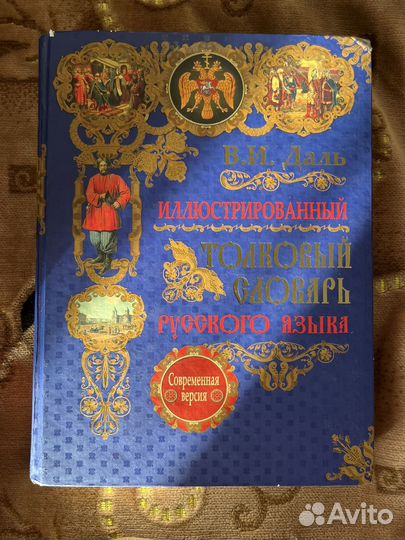 В.И. Даль
ИЛЛЮСТРИРОВАННЫЙ
ТОЛКОВЫЙ
СЛОВАРЬ
РУССКОГО ЯЗЫКА
Современная
версия
Avito